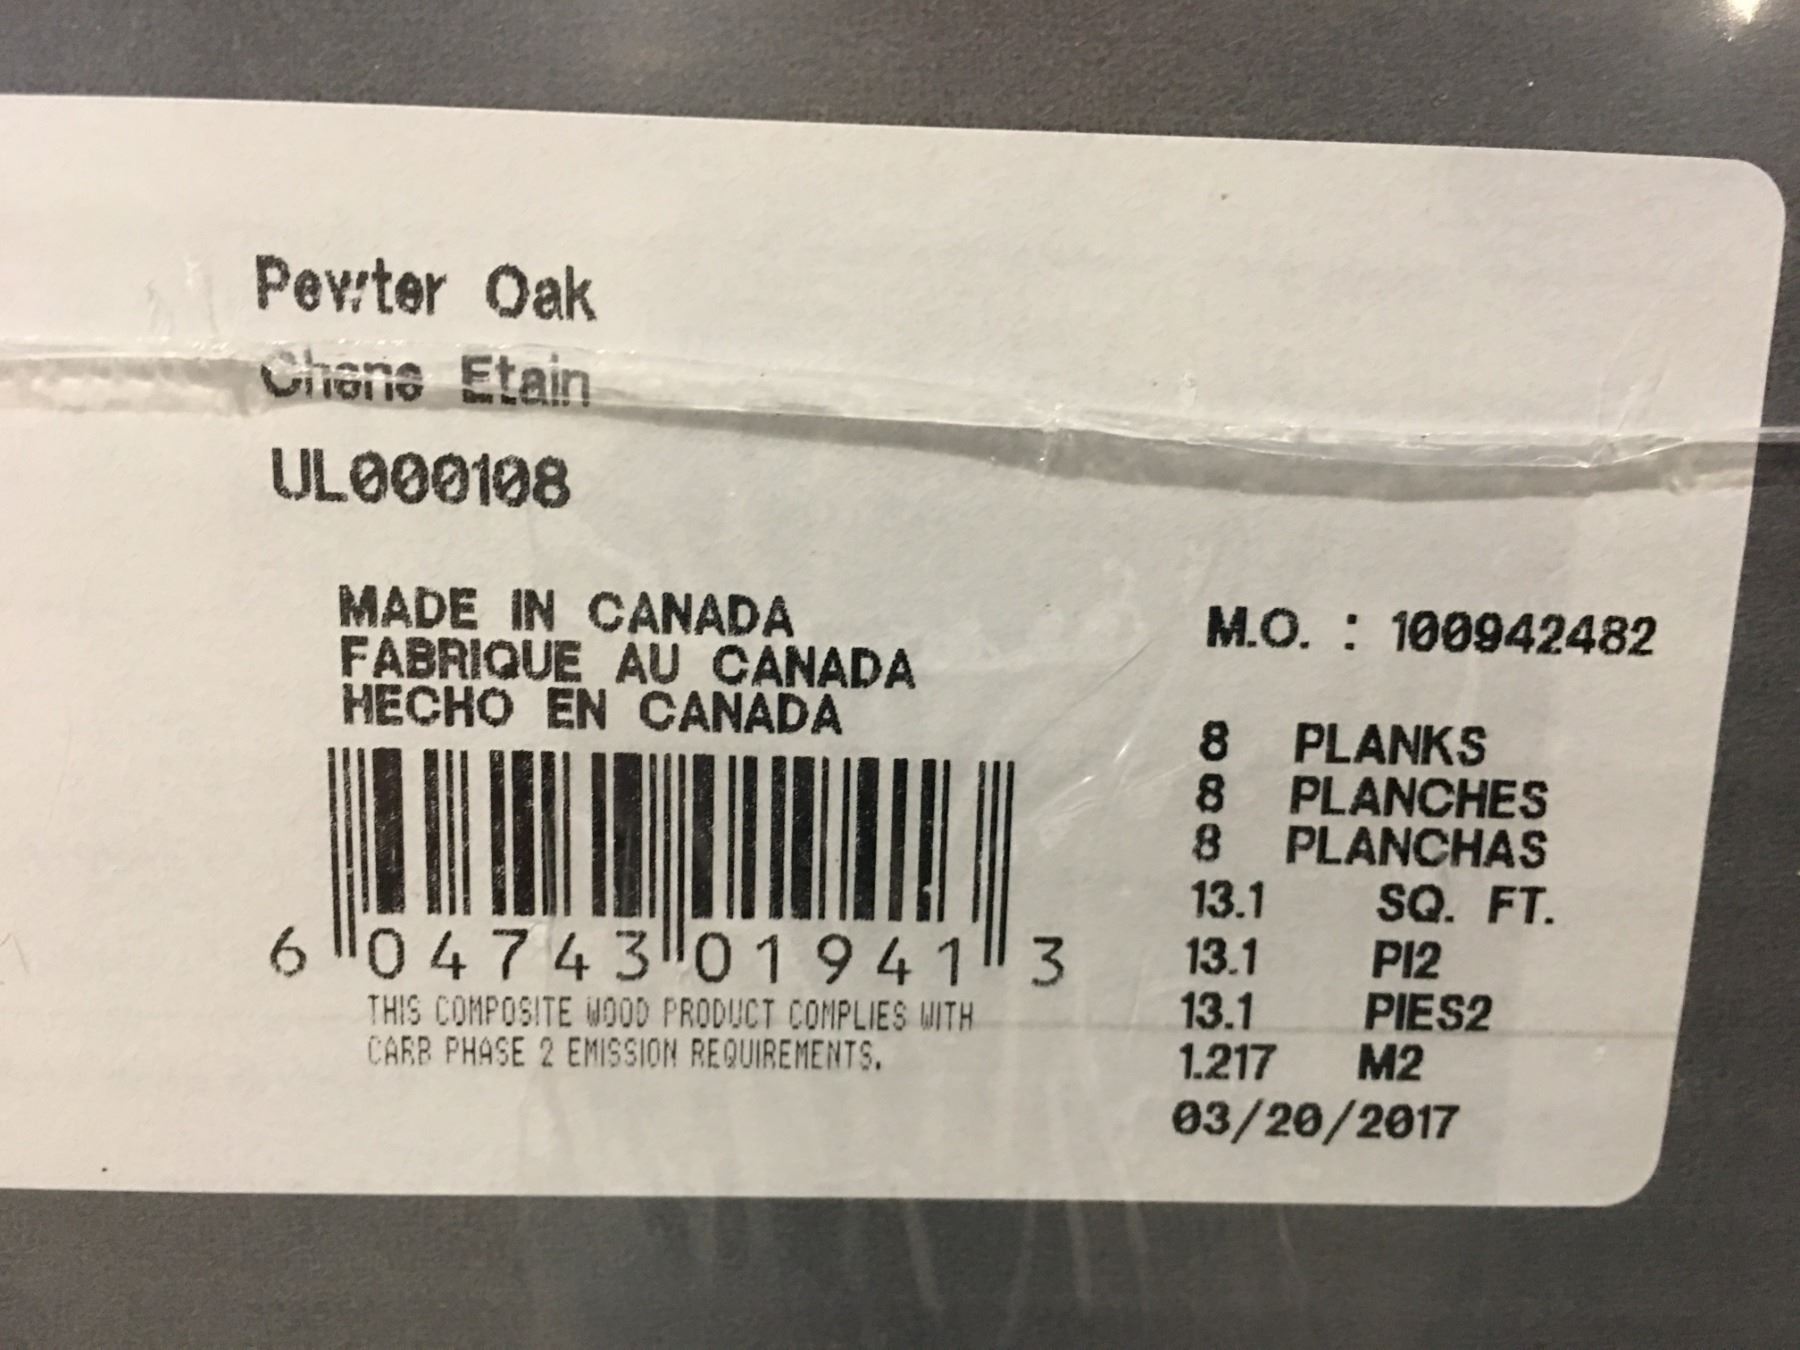 Pewter Oak
Chene Etain
UL000108
MADE IN CANADA
FABRIQUE AU CANADA
HECHO EN CANADA
6 04743 01941 3
THIS COMPOSITE WOOD PRODUCT COMPLIES WITH
CARB PHASE 2 EMISSION REQUIREMENTS.
M.O. : 100942482
8 PLANKS
8 PLANCHES
8 PLANCHAS
13.1 SQ. FT.
13.1 PI2
13.1 PIES2
1.217 M2
03/20/2017